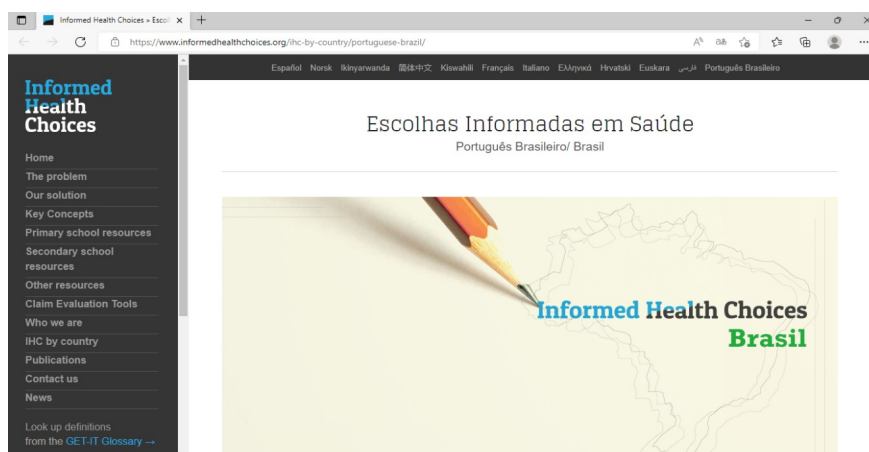 Informed Health Choices » Escol
https://www.informedhealthchoices.org/ihc-by-country/portuguese-brazil/
Español Norsk Ikinyarwanda 简体中文 Kiswahili Français Italiano Ελληνικά Hrvatski Euskara فارسی Português Brasileiro
Informed
Health
Choices
Home
The problem
Our solution
Key Concepts
Primary school resources
Secondary school
resources
Other resources
Claim Evaluation Tools
Who we are
IHC by country
Publications
Contact us
News
Look up definitions
from the GET-IT Glossary →
Escolhas Informadas em Saúde
Português Brasileiro/ Brasil
Informed Health Choices
Brasil